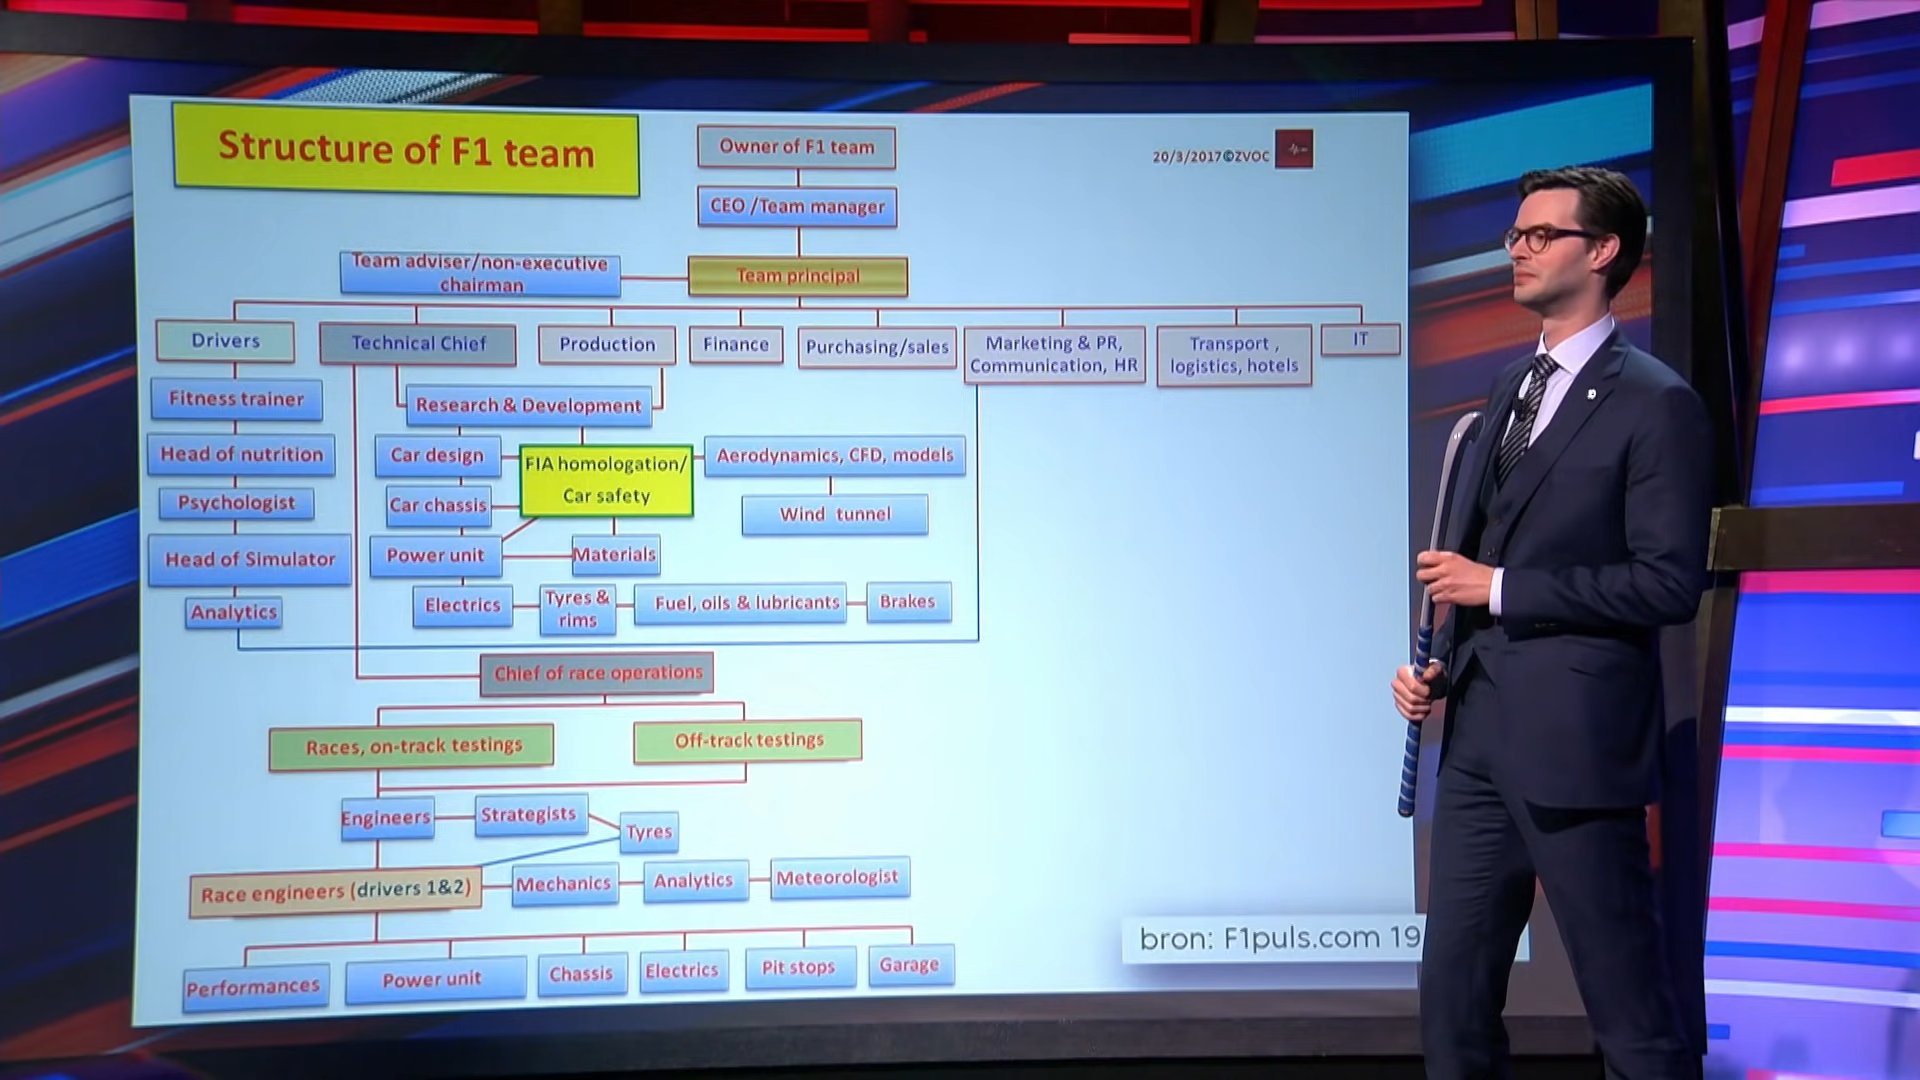 Structure of F1 team
Owner of F1 team
20/3/2017©ZVOC
CEO /Team manager
Team adviser/non-executive
chairman
Team principal
Drivers
Technical Chief
Production
Finance
Purchasing/sales
Marketing & PR,
Communication, HR
Transport ,
logistics, hotels
IT
Fitness trainer
Research & Development
Head of nutrition
Car design
FIA homologation/
Car safety
Aerodynamics, CFD, models
Psychologist
Car chassis
Wind tunnel
Head of Simulator
Power unit
Materials
Analytics
Electrics
Tyres &
rims
Fuel, oils & lubricants
Brakes
Chief of race operations
Races, on-track testings
Off-track testings
Engineers
Strategists
Tyres
Race engineers (drivers 1&2)
Mechanics
Analytics
Meteorologist
Performances
Power unit
Chassis
Electrics
Pit stops
Garage
bron: F1puls.com 19